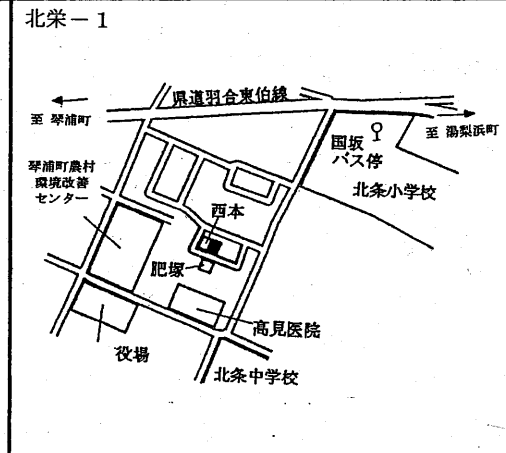 北栄－1
県道羽合東伯線
至 琴浦町
至 湯梨浜町
国坂
バス停
琴浦町農村
環境改善
センター
北条小学校
西本
肥塚
高見医院
役場
北条中学校